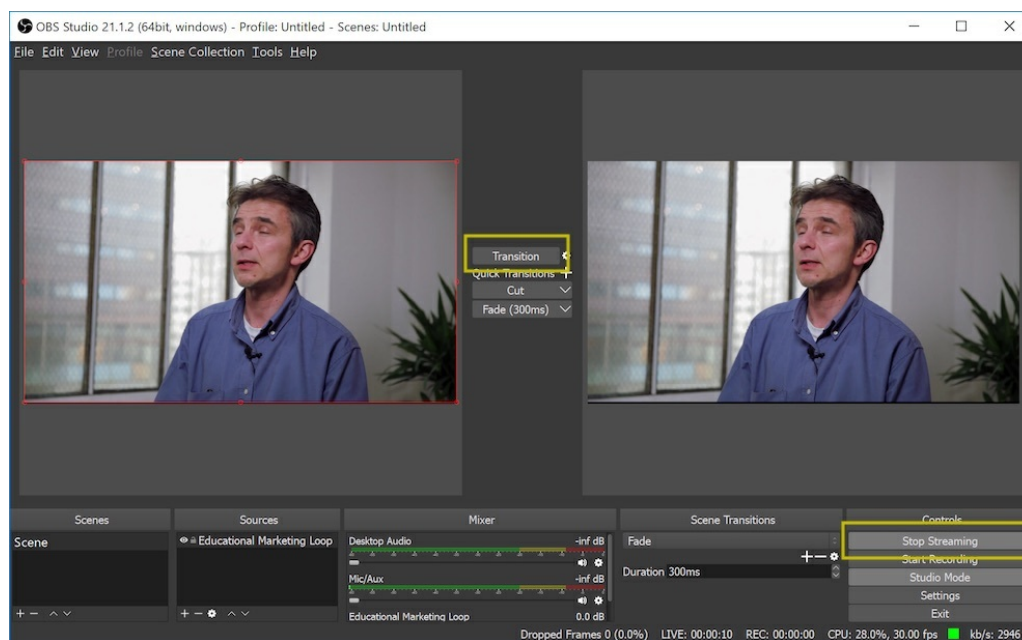 OBS Studio 21.1.2 (64bit, windows) - Profile: Untitled - Scenes: Untitled
File Edit View Profile Scene Collection Tools Help
Transition
Quick Transitions
Cut
Fade (300ms)
Scenes
Scene
Sources
Educational Marketing Loop
Mixer
Desktop Audio -inf dB
Mic/Aux -inf dB
Educational Marketing Loop 0.0 dB
Scene Transitions
Fade
Duration 300ms
Controls
Stop Streaming
Start Recording
Studio Mode
Settings
Exit
Dropped Frames 0 (0.0%) LIVE: 00:00:10 REC: 00:00:00 CPU: 28.0%, 30.00 fps kb/s: 2946